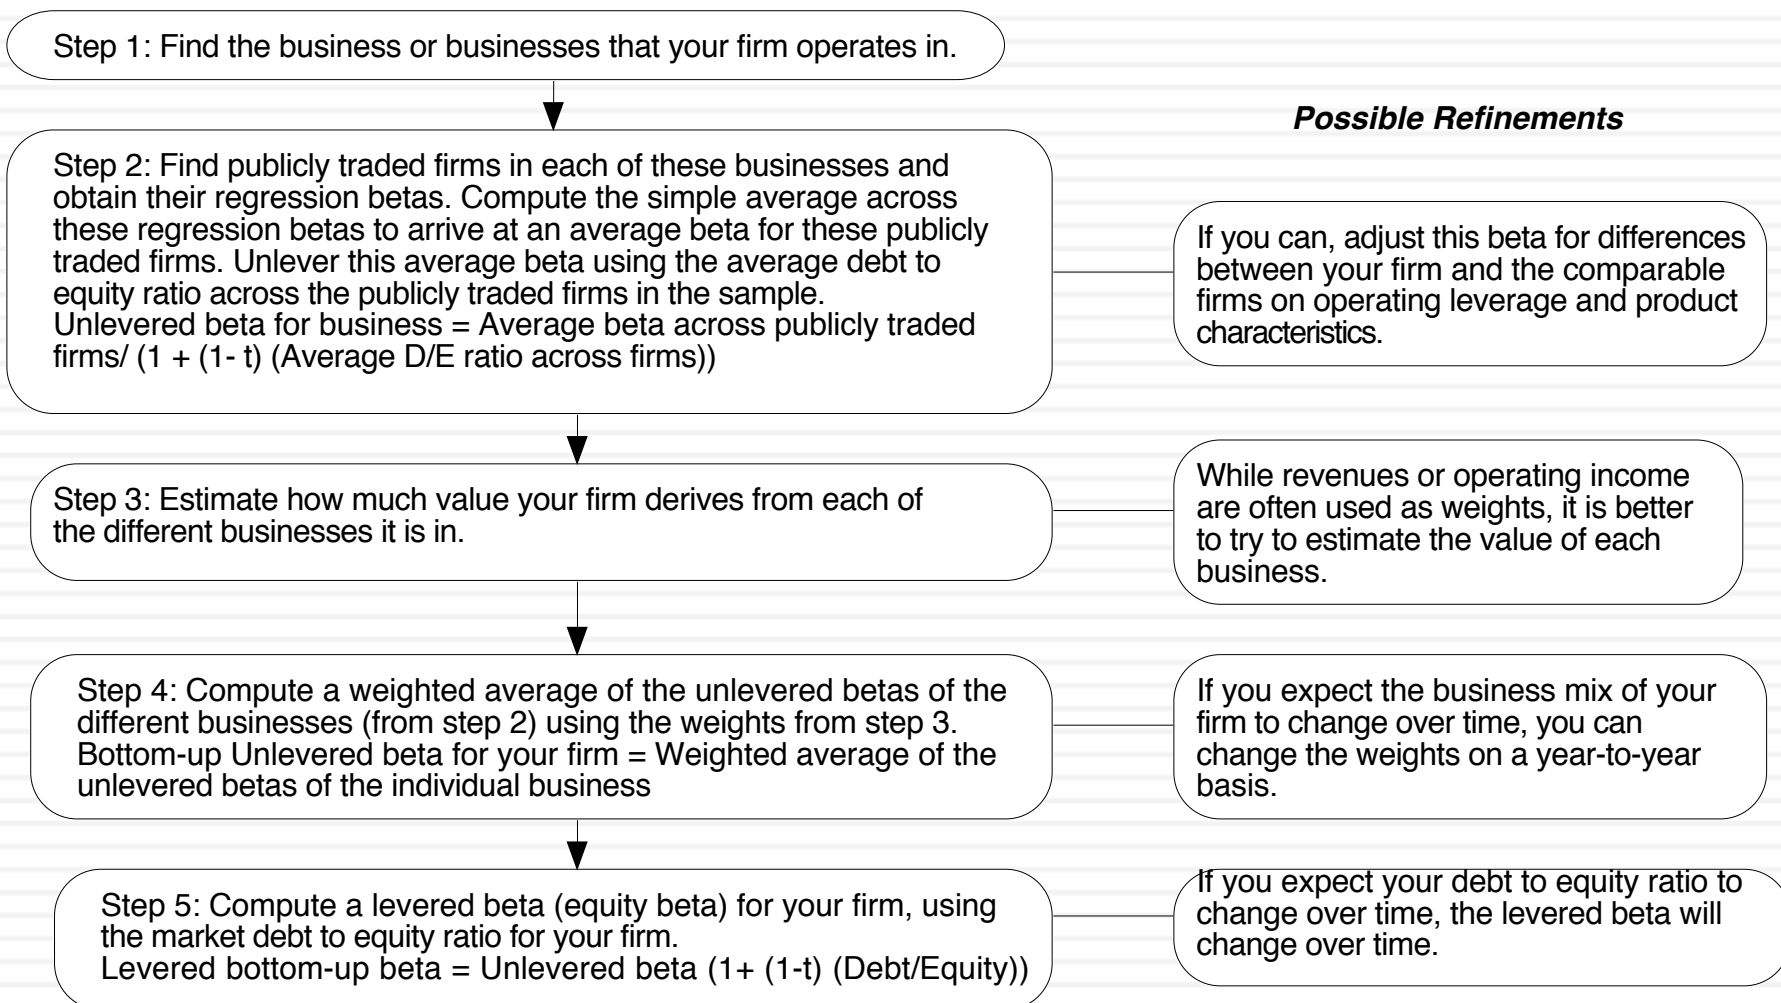 Step 1: Find the business or businesses that your firm operates in.
Possible Refinements
Step 2: Find publicly traded firms in each of these businesses and
obtain their regression betas. Compute the simple average across
these regression betas to arrive at an average beta for these publicly
traded firms. Unlever this average beta using the average debt to
equity ratio across the publicly traded firms in the sample.
Unlevered beta for business = Average beta across publicly traded
firms/ (1 + (1- t) (Average D/E ratio across firms))
If you can, adjust this beta for differences
between your firm and the comparable
firms on operating leverage and product
characteristics.
Step 3: Estimate how much value your firm derives from each of
the different businesses it is in.
While revenues or operating income
are often used as weights, it is better
to try to estimate the value of each
business.
Step 4: Compute a weighted average of the unlevered betas of the
different businesses (from step 2) using the weights from step 3.
Bottom-up Unlevered beta for your firm = Weighted average of the
unlevered betas of the individual business
If you expect the business mix of your
firm to change over time, you can
change the weights on a year-to-year
basis.
Step 5: Compute a levered beta (equity beta) for your firm, using
the market debt to equity ratio for your firm.
Levered bottom-up beta = Unlevered beta (1+ (1-t) (Debt/Equity))
If you expect your debt to equity ratio to
change over time, the levered beta will
change over time.